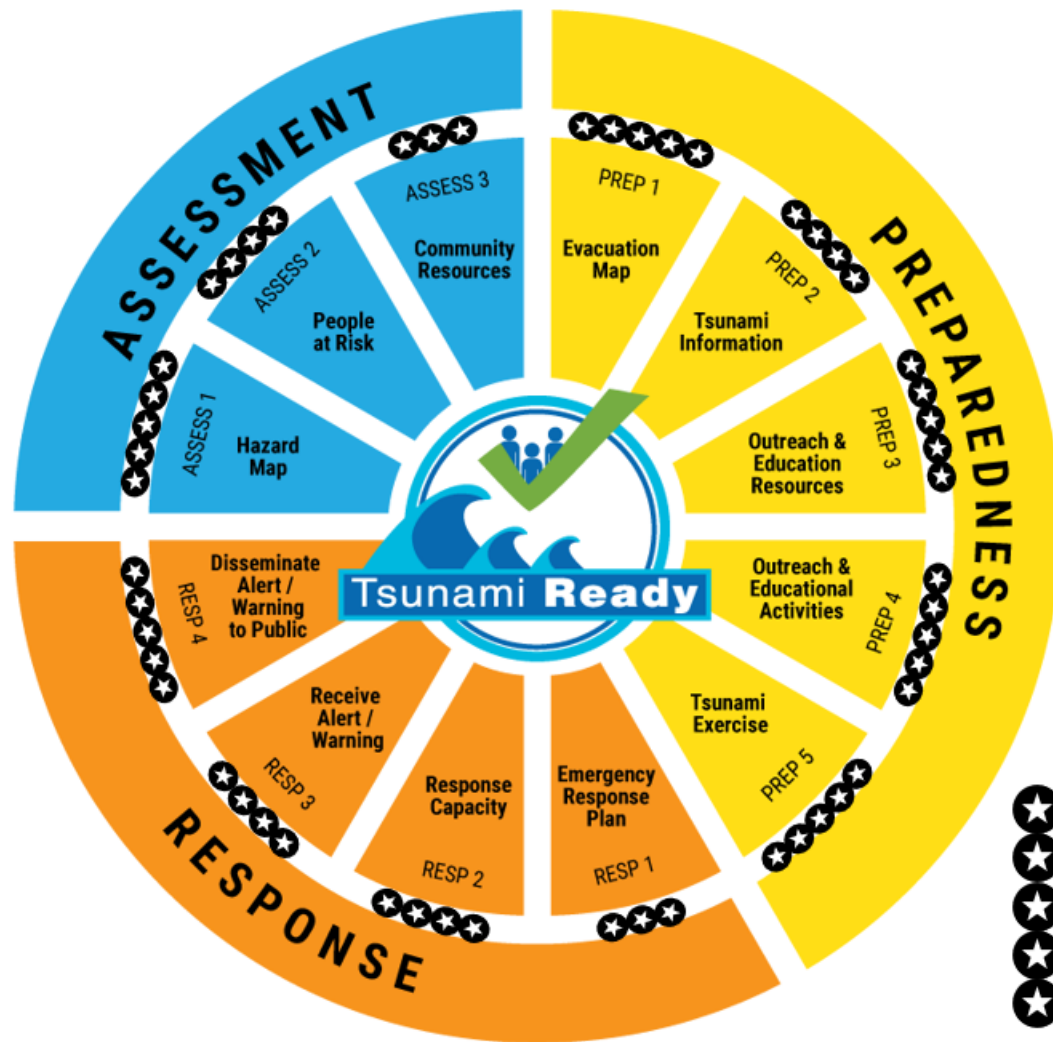 ASSESSMENT
ASSESS 1
Hazard
Map
ASSESS 2
People
at Risk
ASSESS 3
Community
Resources
PREPAREDNESS
PREP 1
Evacuation
Map
PREP 2
Tsunami
Information
PREP 3
Outreach &
Education
Resources
PREP 4
Outreach &
Educational
Activities
PREP 5
Tsunami
Exercise
RESPONSE
RESP 1
Emergency
Response
Plan
RESP 2
Response
Capacity
RESP 3
Receive
Alert /
Warning
RESP 4
Disseminate
Alert /
Warning
to Public
Tsunami Ready